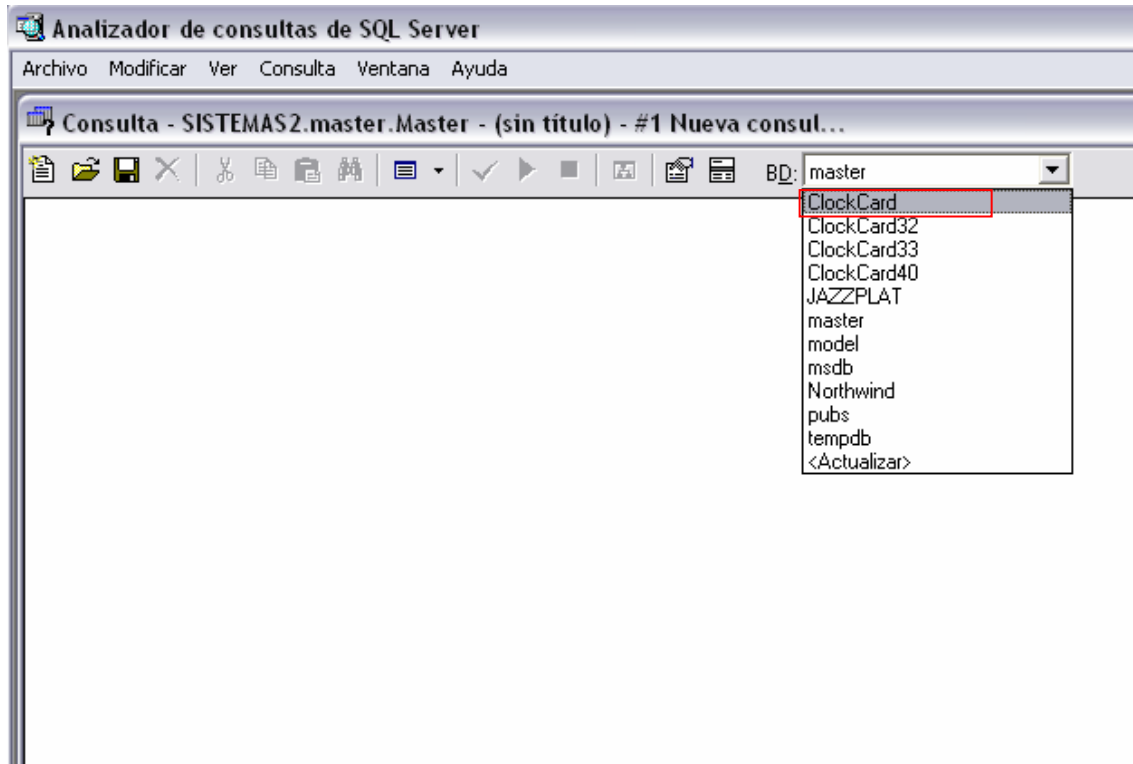 Analizador de consultas de SQL Server
Archivo Modificar Ver Consulta Ventana Ayuda
Consulta - SISTEMAS2.master.Master - (sin título) - #1 Nueva consul...
BD: master
ClockCard
ClockCard32
ClockCard33
ClockCard40
JAZZPLAT
master
model
msdb
Northwind
pubs
tempdb
<Actualizar>